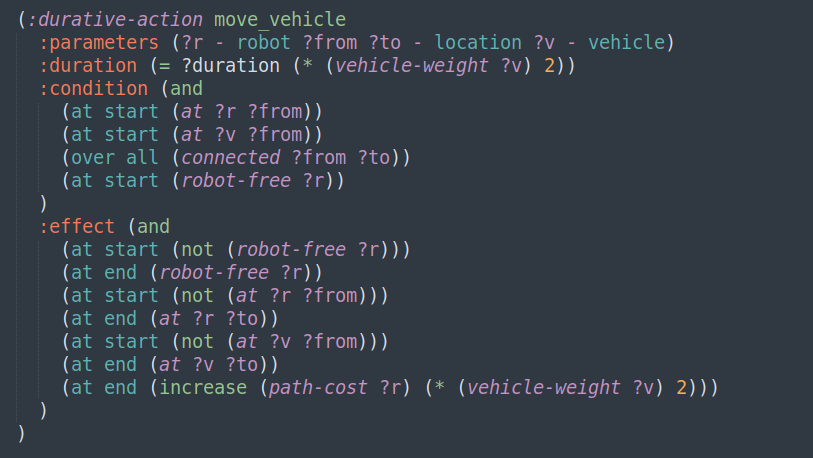 (:durative-action move_vehicle
  :parameters (?r - robot ?from ?to - location ?v - vehicle)
  :duration (= ?duration (* (vehicle-weight ?v) 2))
  :condition (and
    (at start (at ?r ?from))
    (at start (at ?v ?from))
    (over all (connected ?from ?to))
    (at start (robot-free ?r))
  )
  :effect (and
    (at start (not (robot-free ?r)))
    (at end (robot-free ?r))
    (at start (not (at ?r ?from)))
    (at end (at ?r ?to))
    (at start (not (at ?v ?from)))
    (at end (at ?v ?to))
    (at end (increase (path-cost ?r) (* (vehicle-weight ?v) 2)))
  )
)